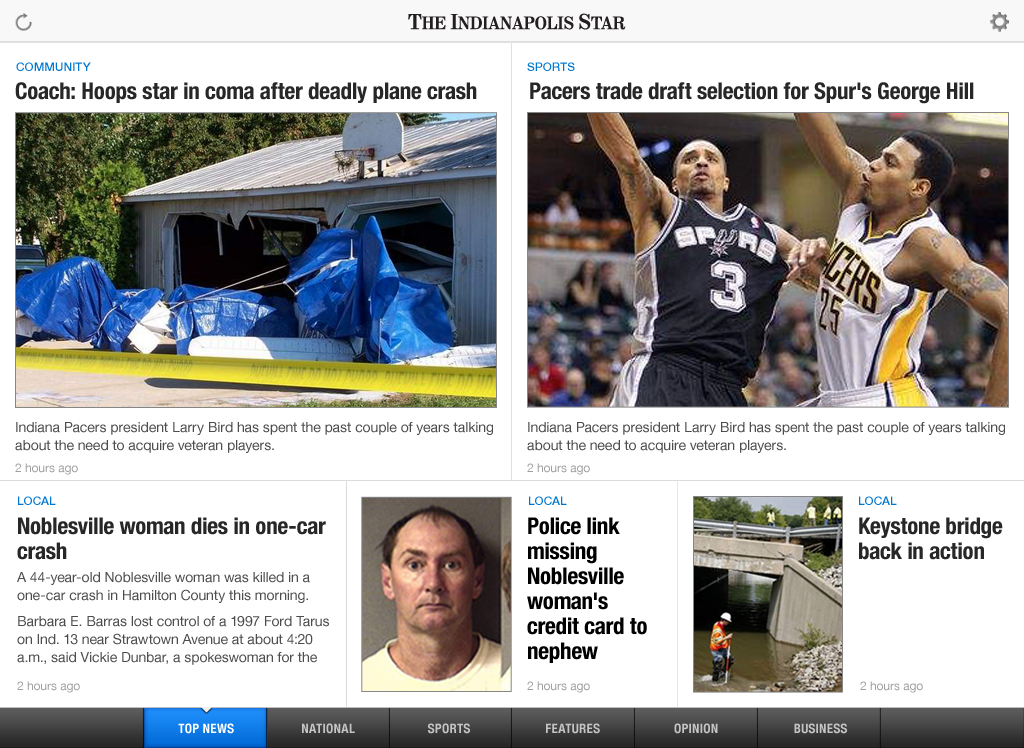 THE INDIANAPOLIS STAR
COMMUNITY
Coach: Hoops star in coma after deadly plane crash
Indiana Pacers president Larry Bird has spent the past couple of years talking
about the need to acquire veteran players.
2 hours ago
SPORTS
Pacers trade draft selection for Spur's George Hill
SPURS
3
PACERS
25
Indiana Pacers president Larry Bird has spent the past couple of years talking
about the need to acquire veteran players.
2 hours ago
LOCAL
Noblesville woman dies in one-car
crash
A 44-year-old Noblesville woman was killed in a
one-car crash in Hamilton County this morning.
Barbara E. Barras lost control of a 1997 Ford Tarus
on Ind. 13 near Strawtown Avenue at about 4:20
a.m., said Vickie Dunbar, a spokeswoman for the
2 hours ago
LOCAL
Police link
missing
Noblesville
woman's
credit card to
nephew
2 hours ago
LOCAL
Keystone bridge
back in action
2 hours ago
TOP NEWS
NATIONAL
SPORTS
FEATURES
OPINION
BUSINESS